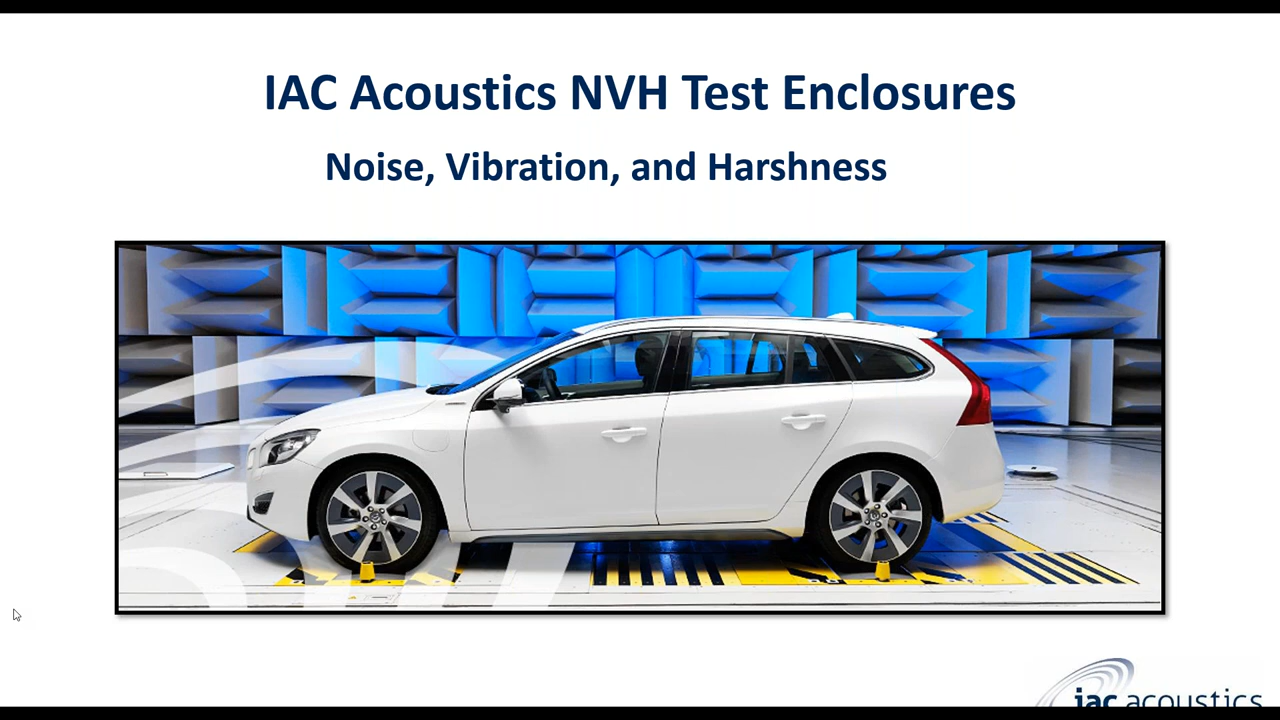 IAC Acoustics NVH Test Enclosures
Noise, Vibration, and Harshness
iac acoustics